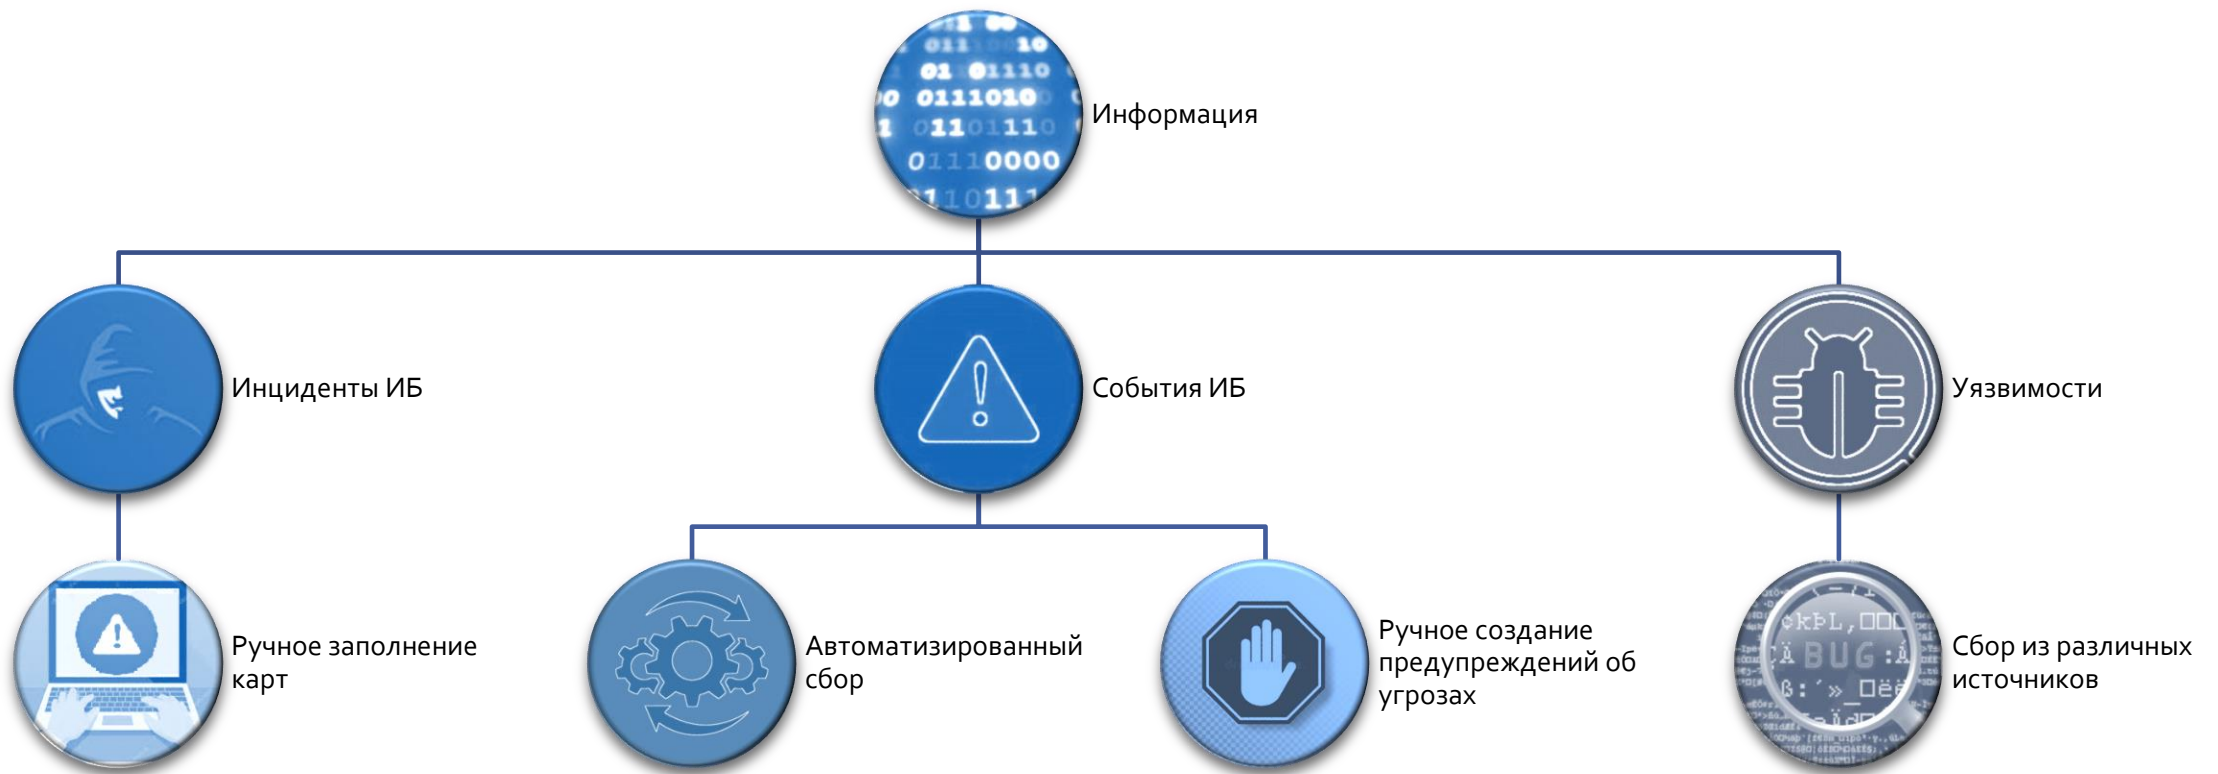 Информация
Инциденты ИБ
События ИБ
Уязвимости
Ручное заполнение
карт
Автоматизированный
сбор
Ручное создание
предупреждений об
угрозах
BUG
Сбор из различных
источников